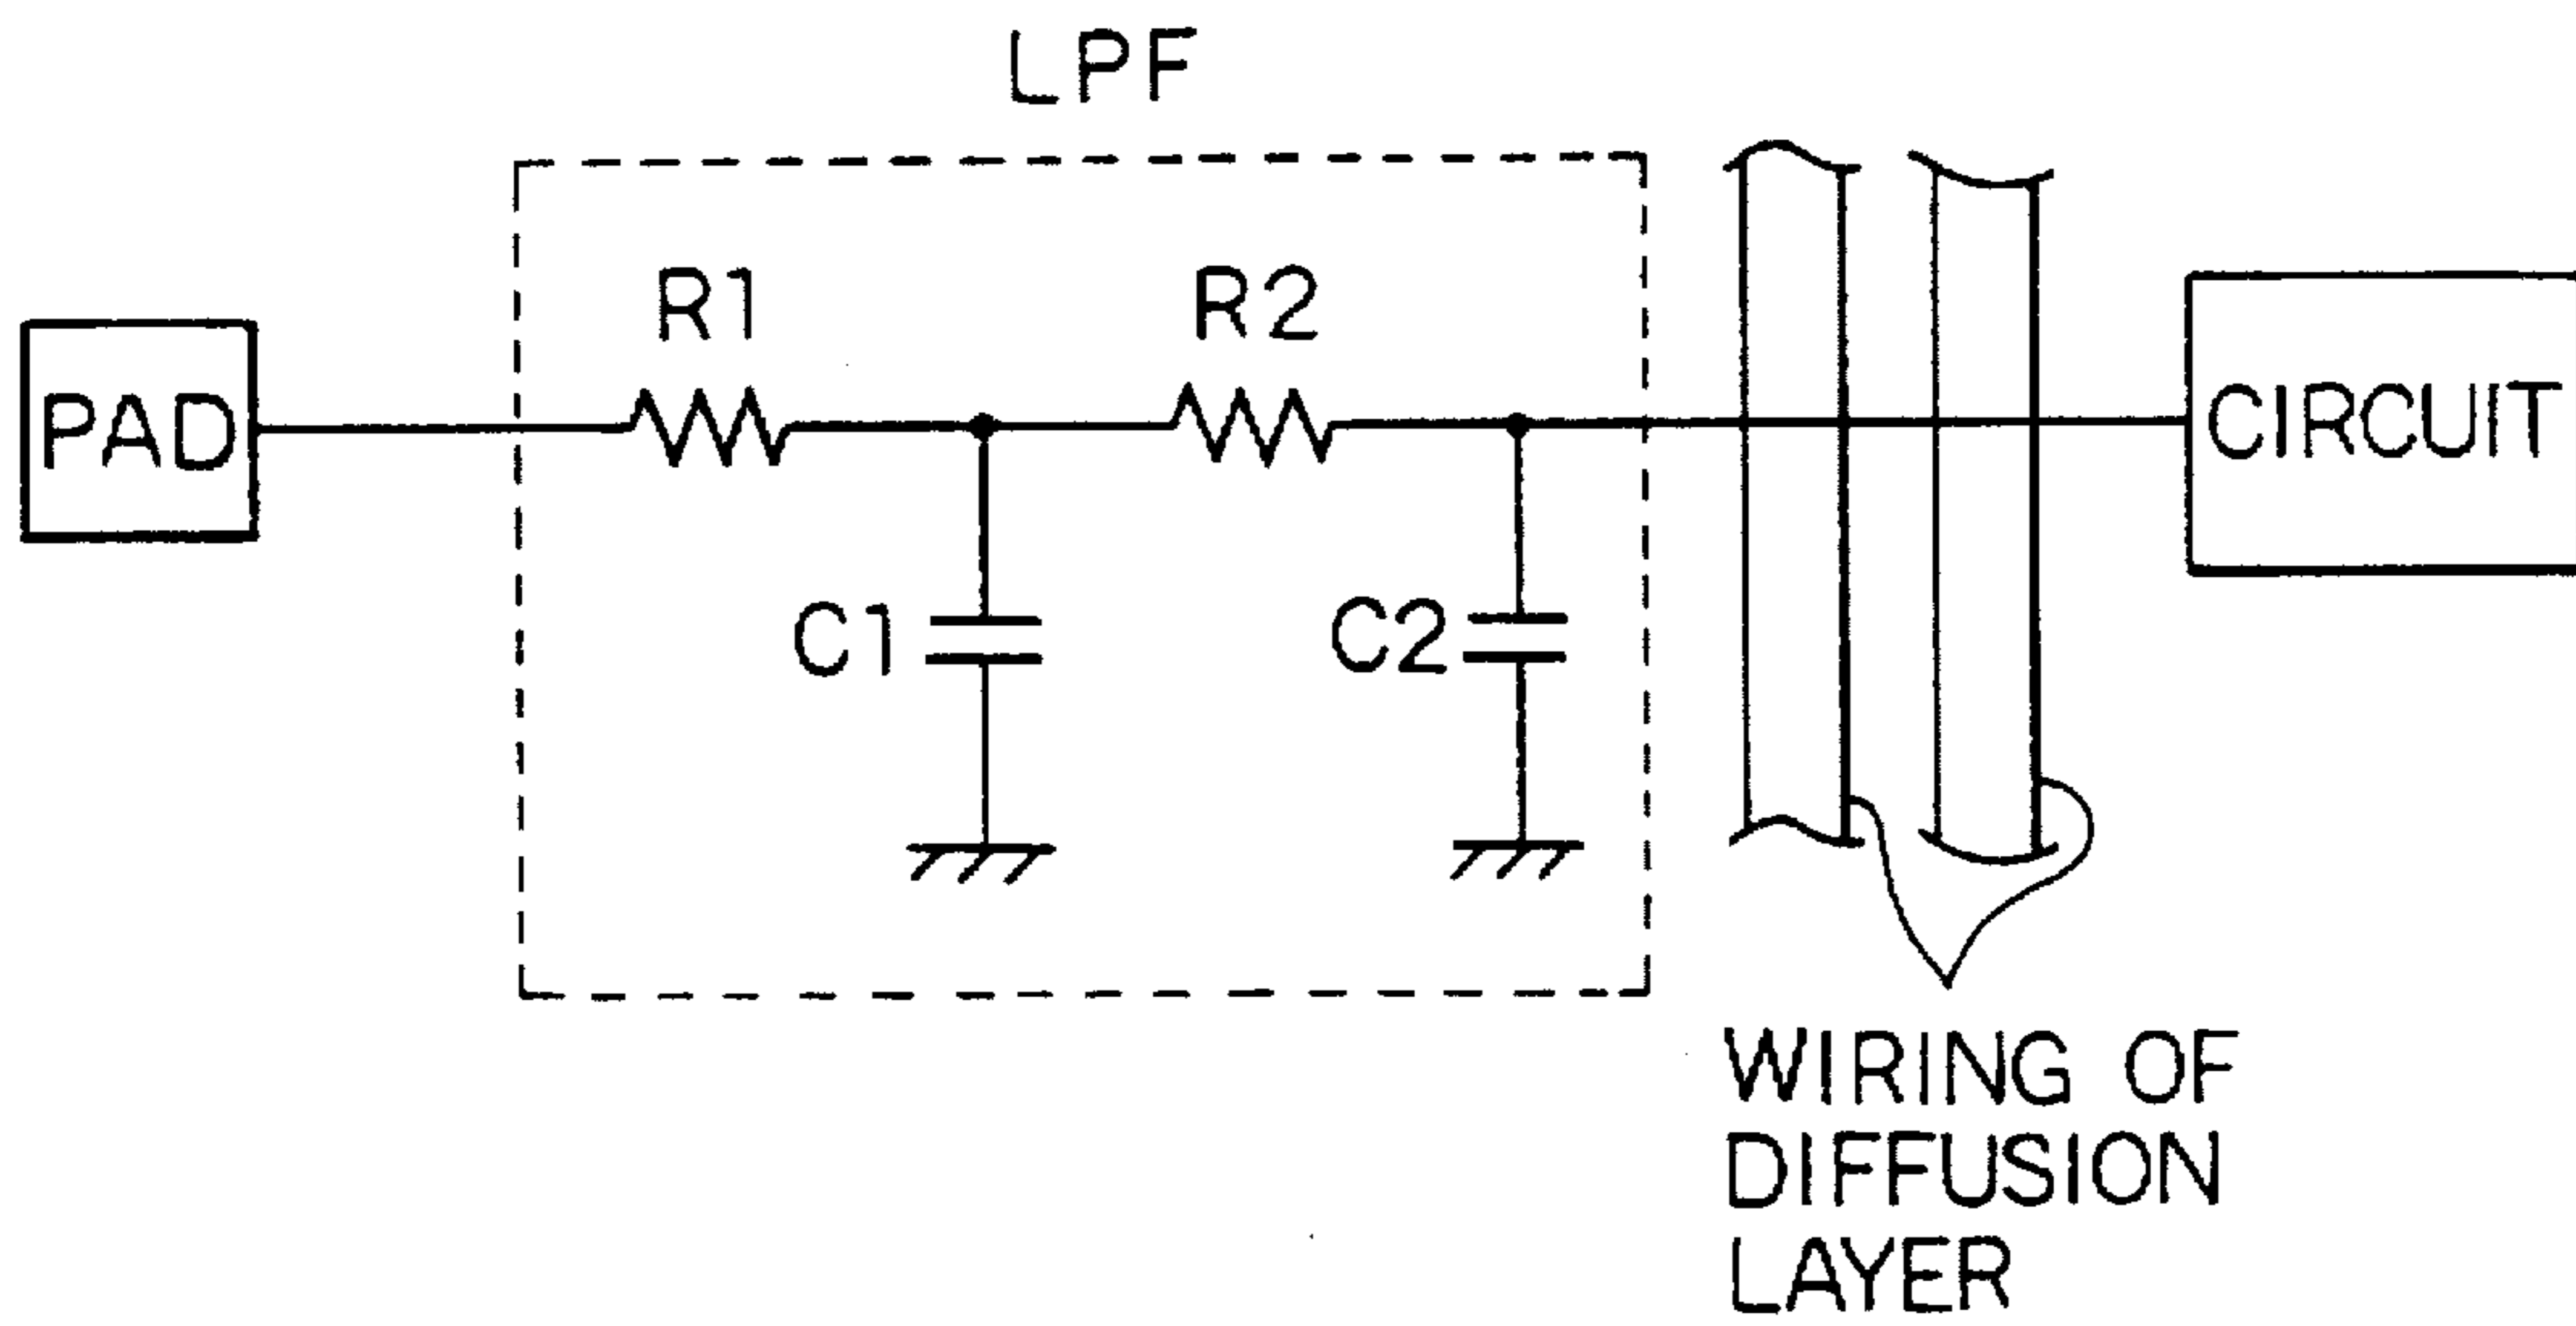 LPF
R1
R2
PAD
CIRCUIT
C1
C2
WIRING OF
DIFFUSION
LAYER